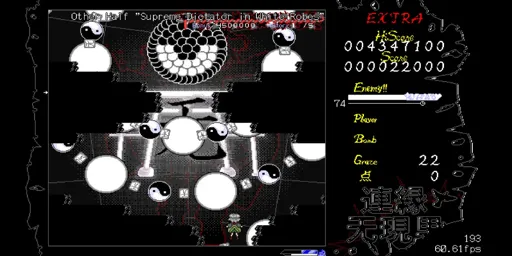 Other Half "Supreme Dictator in White Robes"
EXTRA
HiScore
004347100
Score
000022000
Enemy!!
74
Player
Bomb
Graze 22
点 0
連縁
无現里
193
60.61fps